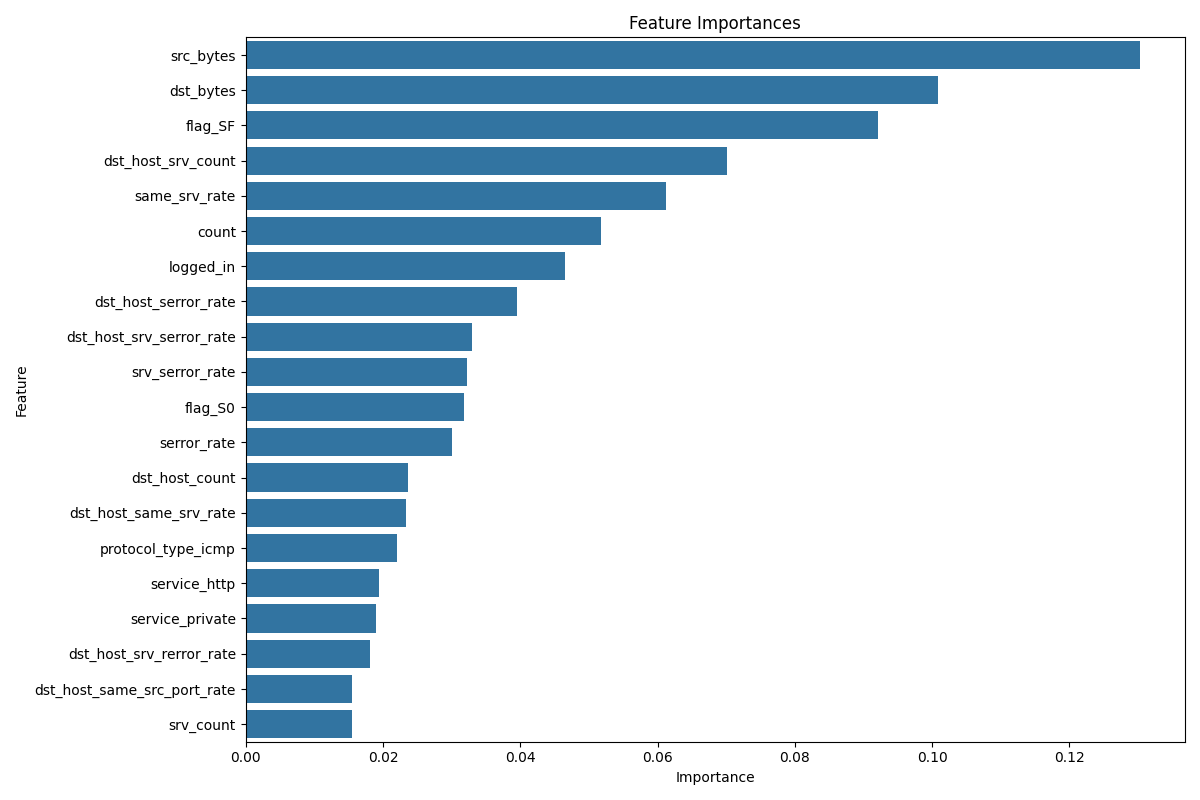 Feature Importances
Feature
src_bytes
dst_bytes
flag_SF
dst_host_srv_count
same_srv_rate
count
logged_in
dst_host_serror_rate
dst_host_srv_serror_rate
srv_serror_rate
flag_S0
serror_rate
dst_host_count
dst_host_same_srv_rate
protocol_type_icmp
service_http
service_private
dst_host_srv_rerror_rate
dst_host_same_src_port_rate
srv_count
0.00 0.02 0.04 0.06 0.08 0.10 0.12
Importance